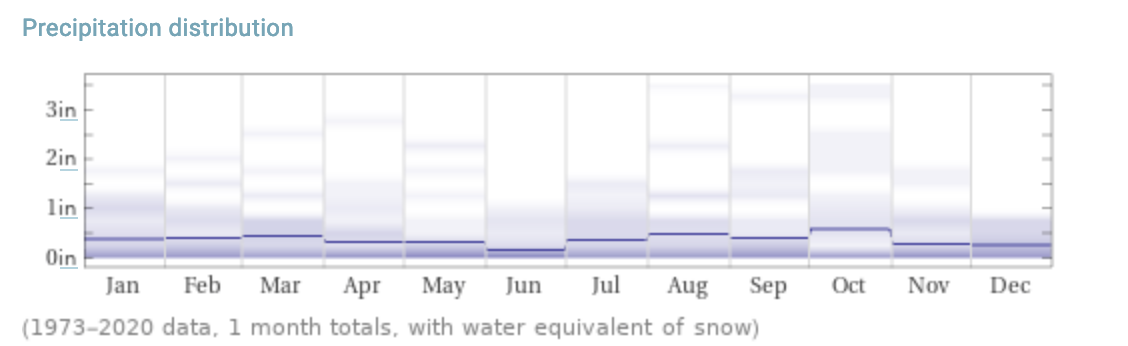 Precipitation distribution
3in
2in
1in
0in
Jan Feb Mar Apr May Jun Jul Aug Sep Oct Nov Dec
(1973–2020 data, 1 month totals, with water equivalent of snow)